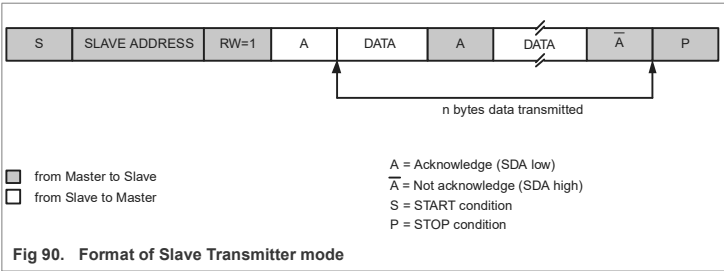 S SLAVE ADDRESS RW=1 A DATA A DATA A̅ P
n bytes data transmitted
from Master to Slave
from Slave to Master
A = Acknowledge (SDA low)
A̅ = Not acknowledge (SDA high)
S = START condition
P = STOP condition
Fig 90. Format of Slave Transmitter mode